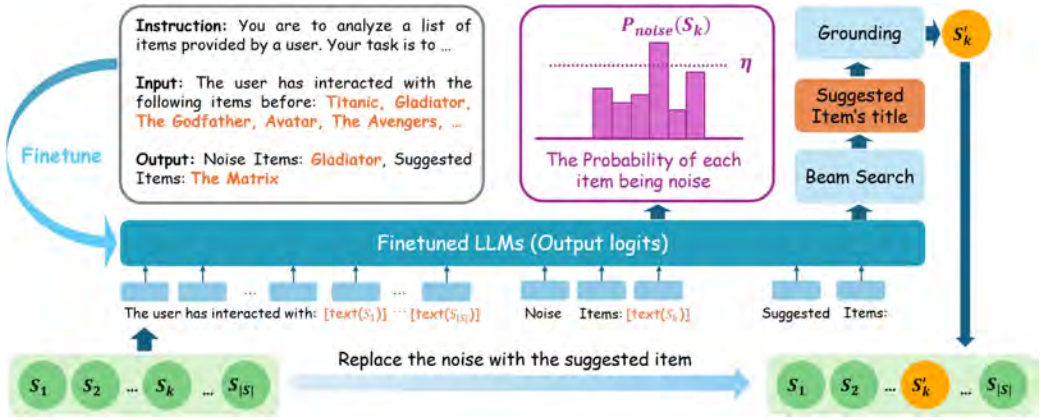 Instruction: You are to analyze a list of
items provided by a user. Your task is to …
Input: The user has interacted with the
following items before: Titanic, Gladiator,
The Godfather, Avatar, The Avengers, …
Output: Noise Items: Gladiator, Suggested
Items: The Matrix
Finetune
P_noise(S_k)
η
The Probability of each
item being noise
Grounding
S'_k
Suggested
Item's title
Beam Search
Finetuned LLMs (Output logits)
... ...
The user has interacted with: [text(S_1)] ... [text(S_|S|)]
Noise Items: [text(S_k)]
Suggested Items:
Replace the noise with the suggested item
S_1 S_2 ... S_k ... S_|S|
S_1 S_2 ... S'_k ... S_|S|